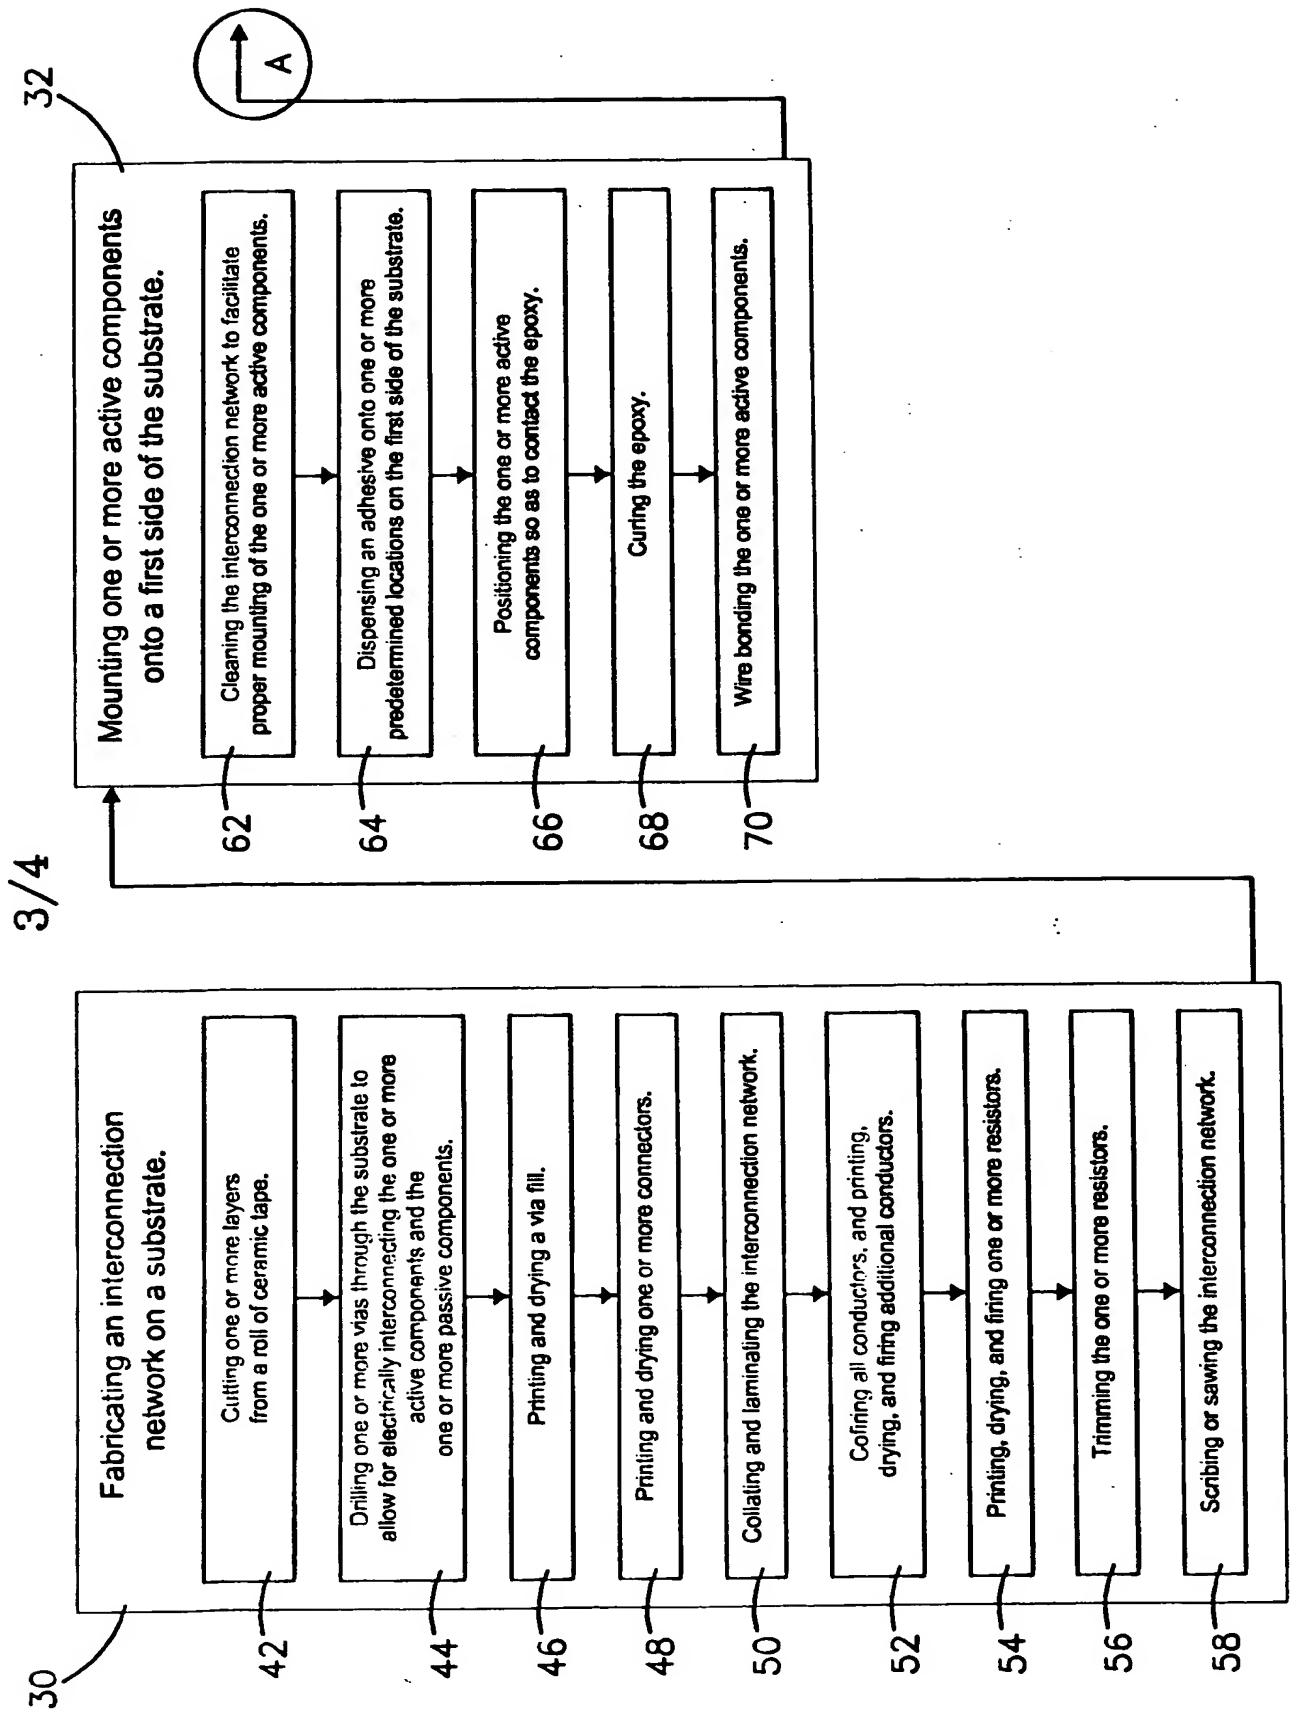 3/4
30
Fabricating an interconnection
network on a substrate.
42
Cutting one or more layers
from a roll of ceramic tape.
44
Drilling one or more vias through the substrate to
allow for electrically interconnecting the one or more
active components and the
one or more passive components.
46
Printing and drying a via fill.
48
Printing and drying one or more connectors.
50
Collating and laminating the interconnection network.
52
Cofiring all conductors, and printing,
drying, and firing additional conductors.
54
Printing, drying, and firing one or more resistors.
56
Trimming the one or more resistors.
58
Scribing or sawing the interconnection network.
32
Mounting one or more active components
onto a first side of the substrate.
62
Cleaning the interconnection network to facilitate
proper mounting of the one or more active components.
64
Dispensing an adhesive onto one or more
predetermined locations on the first side of the substrate.
66
Positioning the one or more active
components so as to contact the epoxy.
68
Curing the epoxy.
70
Wire bonding the one or more active components.
A